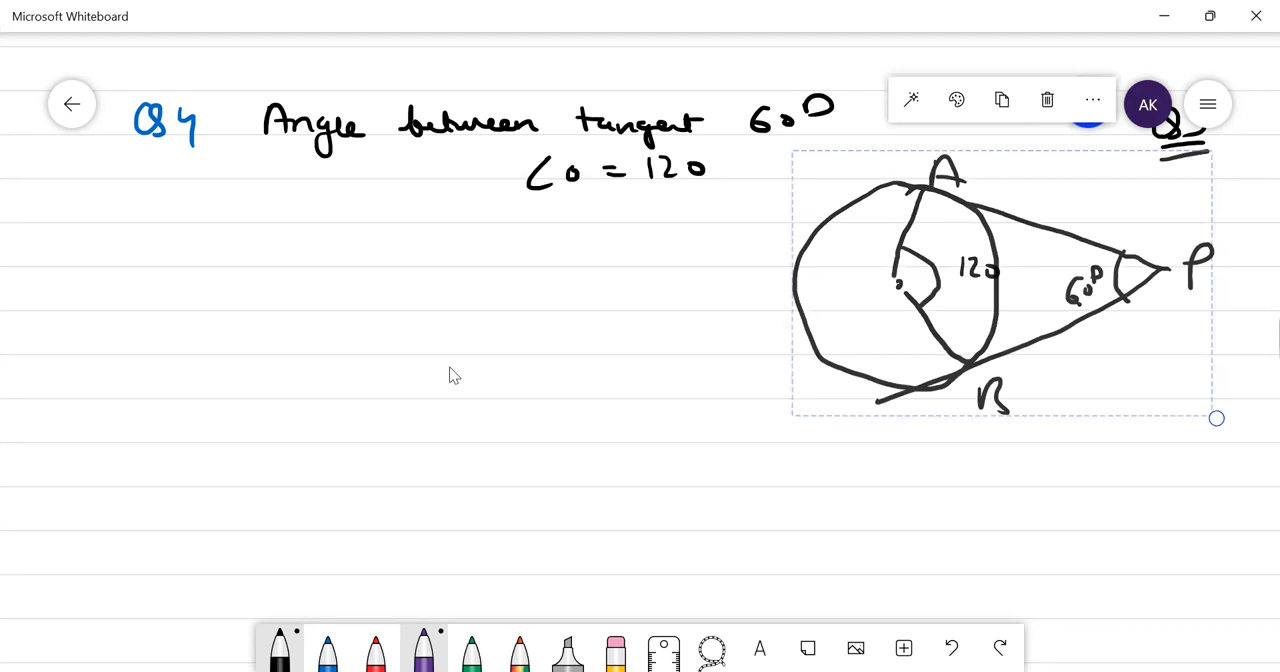 Microsoft Whiteboard
Q4 Angle between tangent 60°
∠o = 120
AK
A
120
60°
P
o
B
A